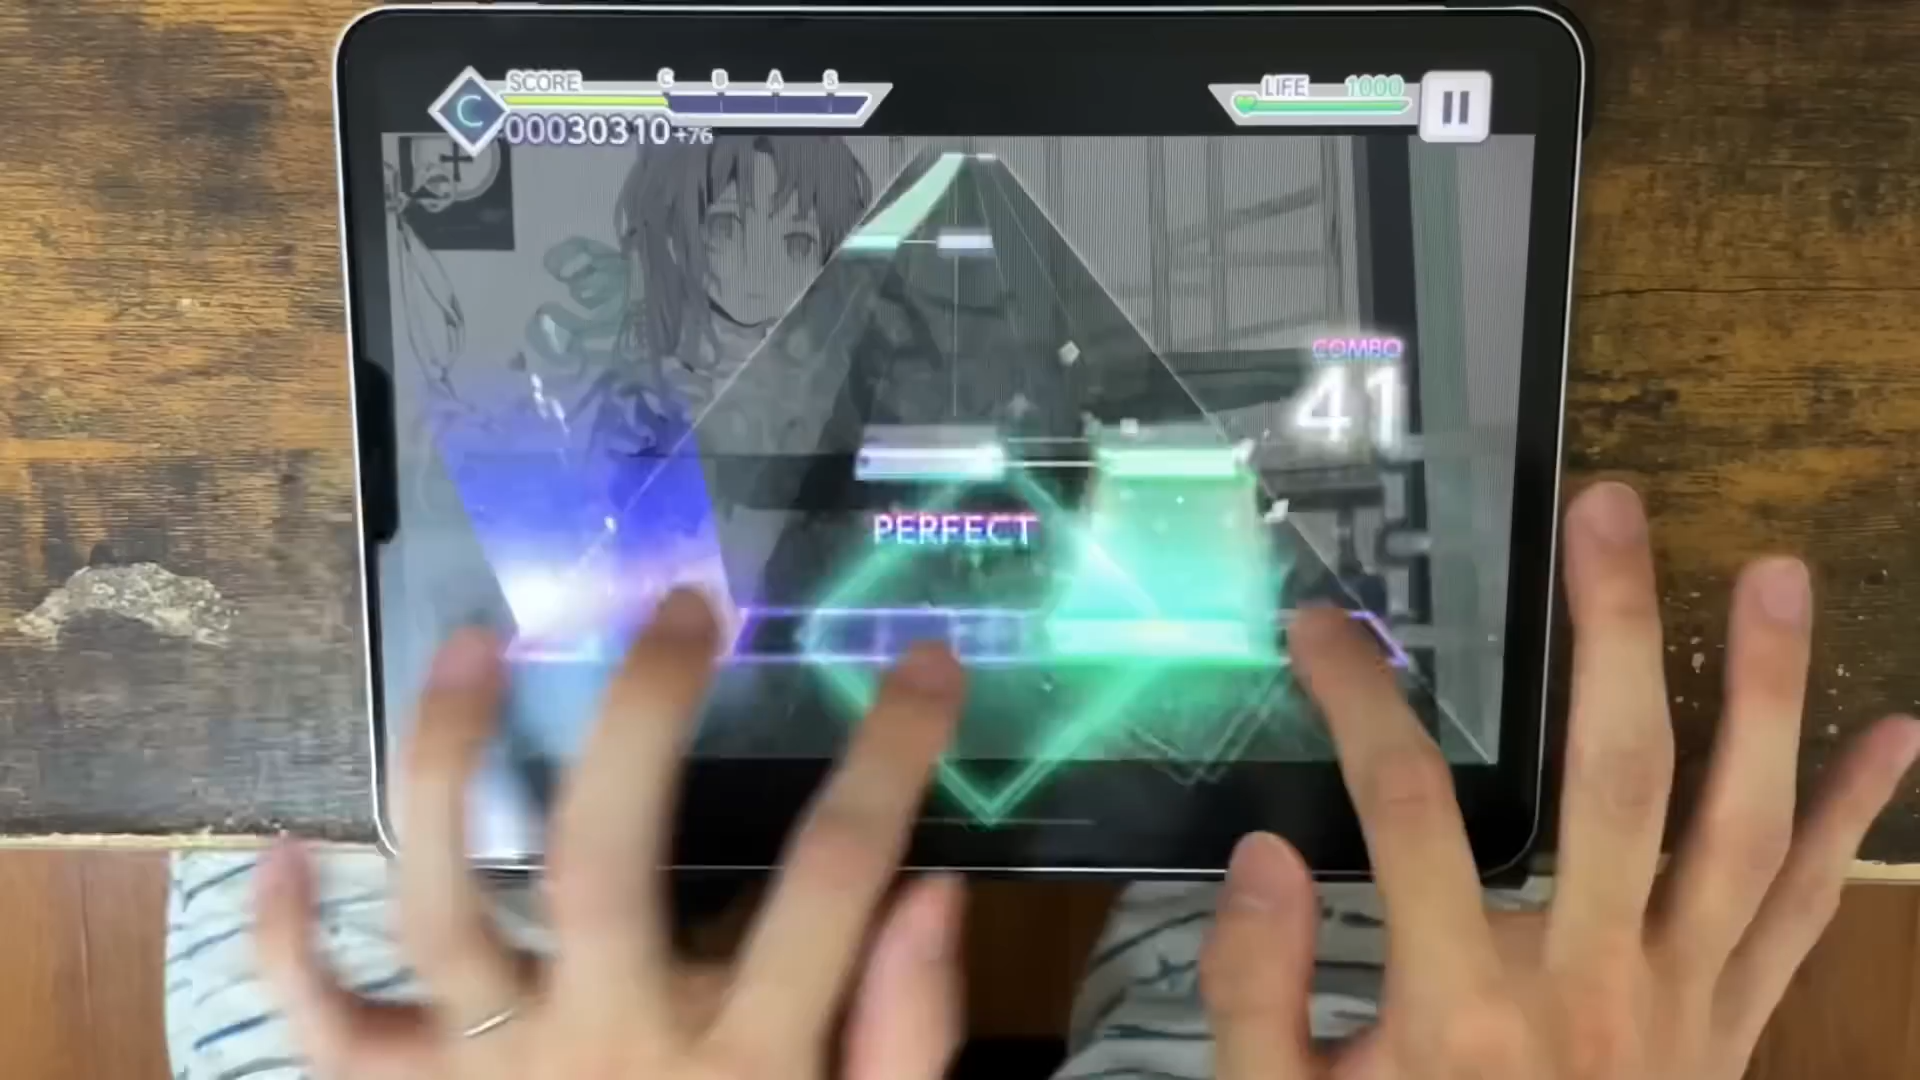 SCORE C B A S
C
00030310 +76
LIFE 1000
COMBO
41
PERFECT